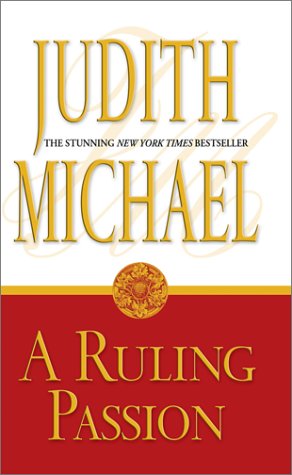 JUDITH
THE STUNNING NEW YORK TIMES BESTSELLER
MICHAEL
A RULING
PASSION